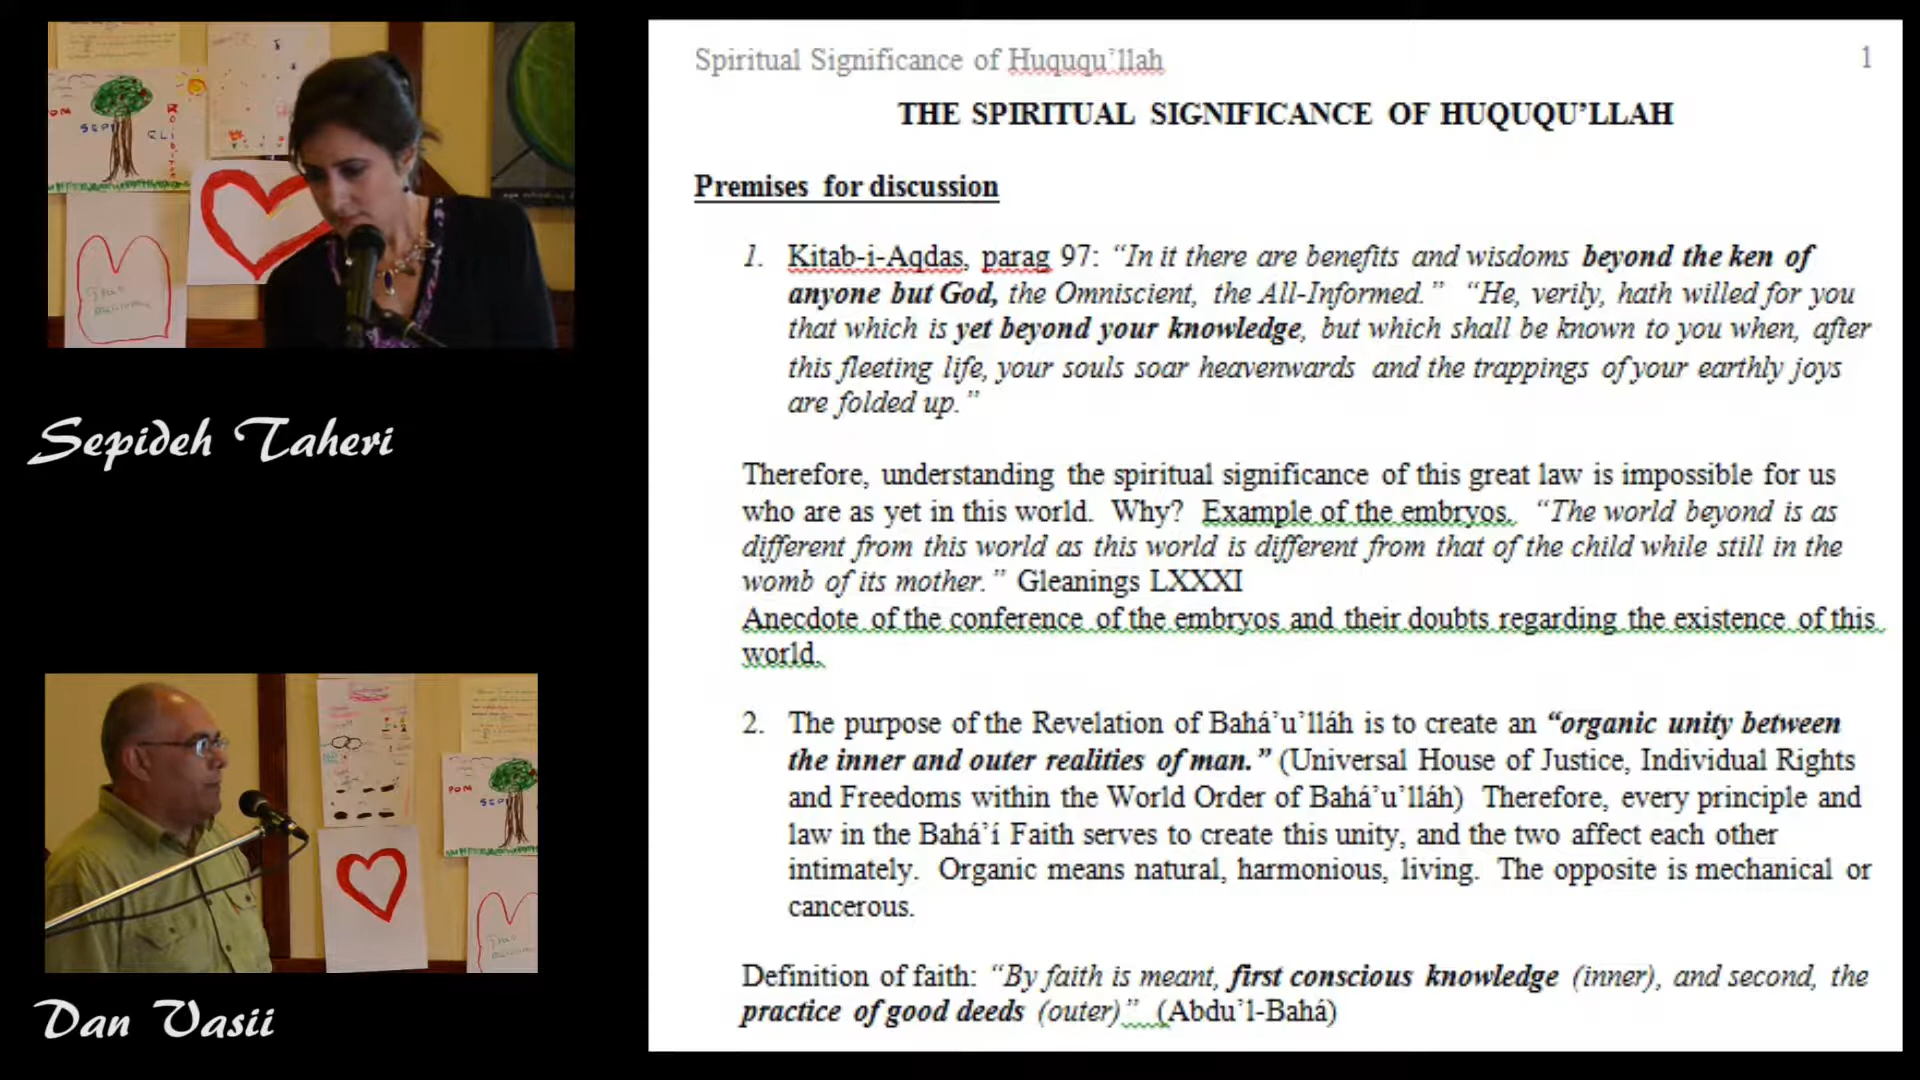 POM
SEPI
ELI
Sepideh Taheri
POM
SEPI
Dan Vasii
Spiritual Significance of Huququ’llah
1
THE SPIRITUAL SIGNIFICANCE OF HUQUQU’LLAH
Premises for discussion
1. Kitab-i-Aqdas, parag 97: “In it there are benefits and wisdoms beyond the ken of
anyone but God, the Omniscient, the All-Informed.” “He, verily, hath willed for you
that which is yet beyond your knowledge, but which shall be known to you when, after
this fleeting life, your souls soar heavenwards and the trappings of your earthly joys
are folded up.”
Therefore, understanding the spiritual significance of this great law is impossible for us
who are as yet in this world. Why? Example of the embryos. “The world beyond is as
different from this world as this world is different from that of the child while still in the
womb of its mother.” Gleanings LXXXI
Anecdote of the conference of the embryos and their doubts regarding the existence of this
world.
2. The purpose of the Revelation of Bahá’u’lláh is to create an “organic unity between
the inner and outer realities of man.” (Universal House of Justice, Individual Rights
and Freedoms within the World Order of Bahá’u’lláh) Therefore, every principle and
law in the Bahá’í Faith serves to create this unity, and the two affect each other
intimately. Organic means natural, harmonious, living. The opposite is mechanical or
cancerous.
Definition of faith: “By faith is meant, first conscious knowledge (inner), and second, the
practice of good deeds (outer)” (Abdu’l-Bahá)